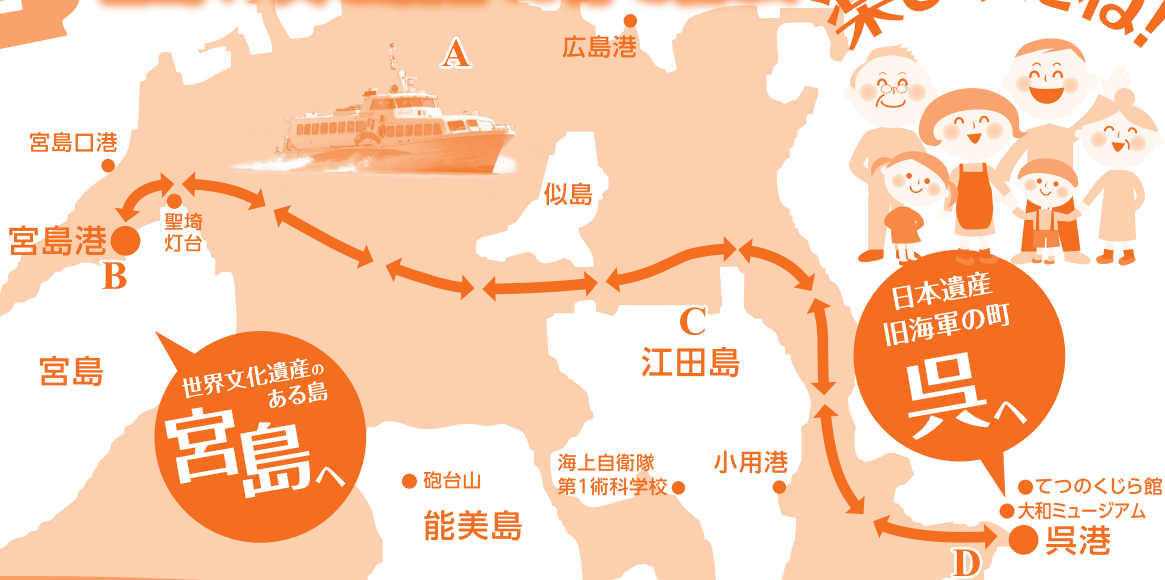 A
広島港
宮島口港
似島
聖埼
灯台
宮島港
B
日本遺産
旧海軍の町
呉へ
C
江田島
宮島
世界文化遺産の
ある島
宮島へ
海上自衛隊
第1術科学校
小用港
砲台山
能美島
てつのくじら館
大和ミュージアム
呉港
D